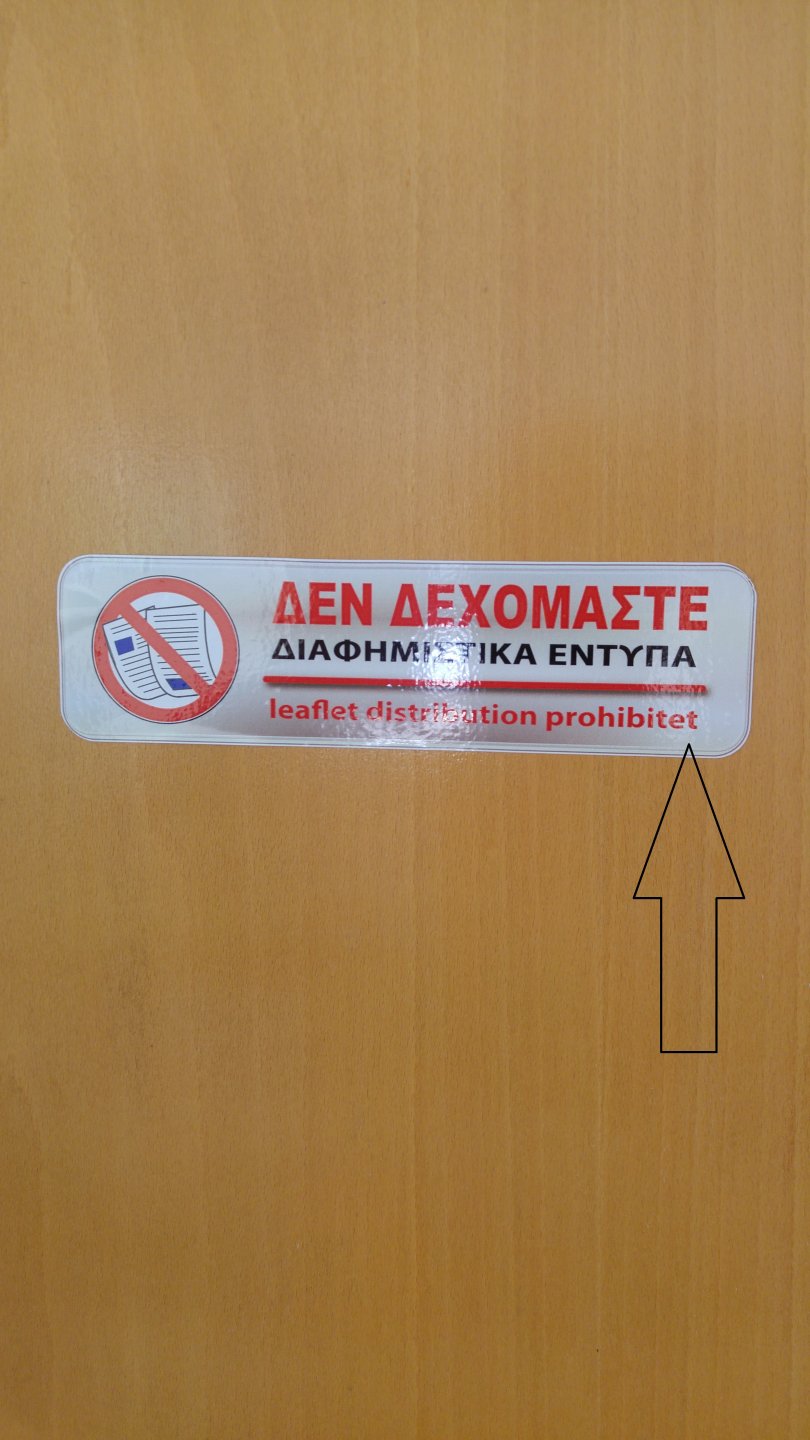 ΔΕΝ ΔΕΧΟΜΑΣΤΕ
ΔΙΑΦΗΜΙΣΤΙΚΑ ΕΝΤΥΠΑ
leaflet distribution prohibitet